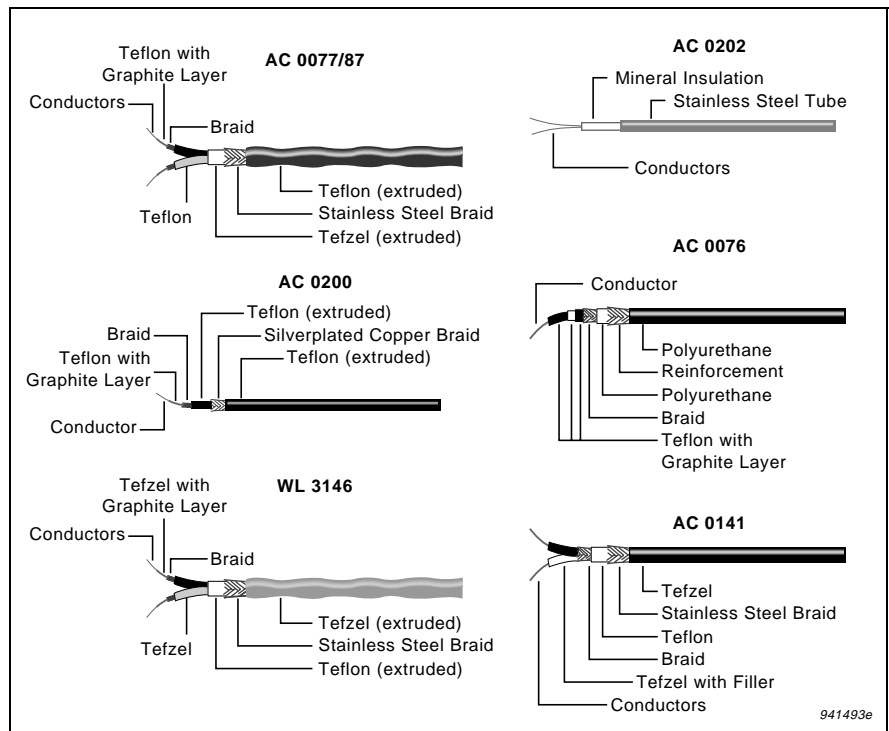 AC 0077/87
Teflon with
Graphite Layer
Conductors
Braid
Teflon
Teflon (extruded)
Stainless Steel Braid
Tefzel (extruded)
AC 0200
Teflon (extruded)
Braid
Silverplated Copper Braid
Teflon with
Graphite Layer
Teflon (extruded)
Conductor
WL 3146
Tefzel with
Graphite Layer
Conductors
Braid
Tefzel
Tefzel (extruded)
Stainless Steel Braid
Teflon (extruded)
AC 0202
Mineral Insulation
Stainless Steel Tube
Conductors
AC 0076
Conductor
Polyurethane
Reinforcement
Polyurethane
Braid
Teflon with
Graphite Layer
AC 0141
Tefzel
Stainless Steel Braid
Teflon
Braid
Tefzel with Filler
Conductors
941493e